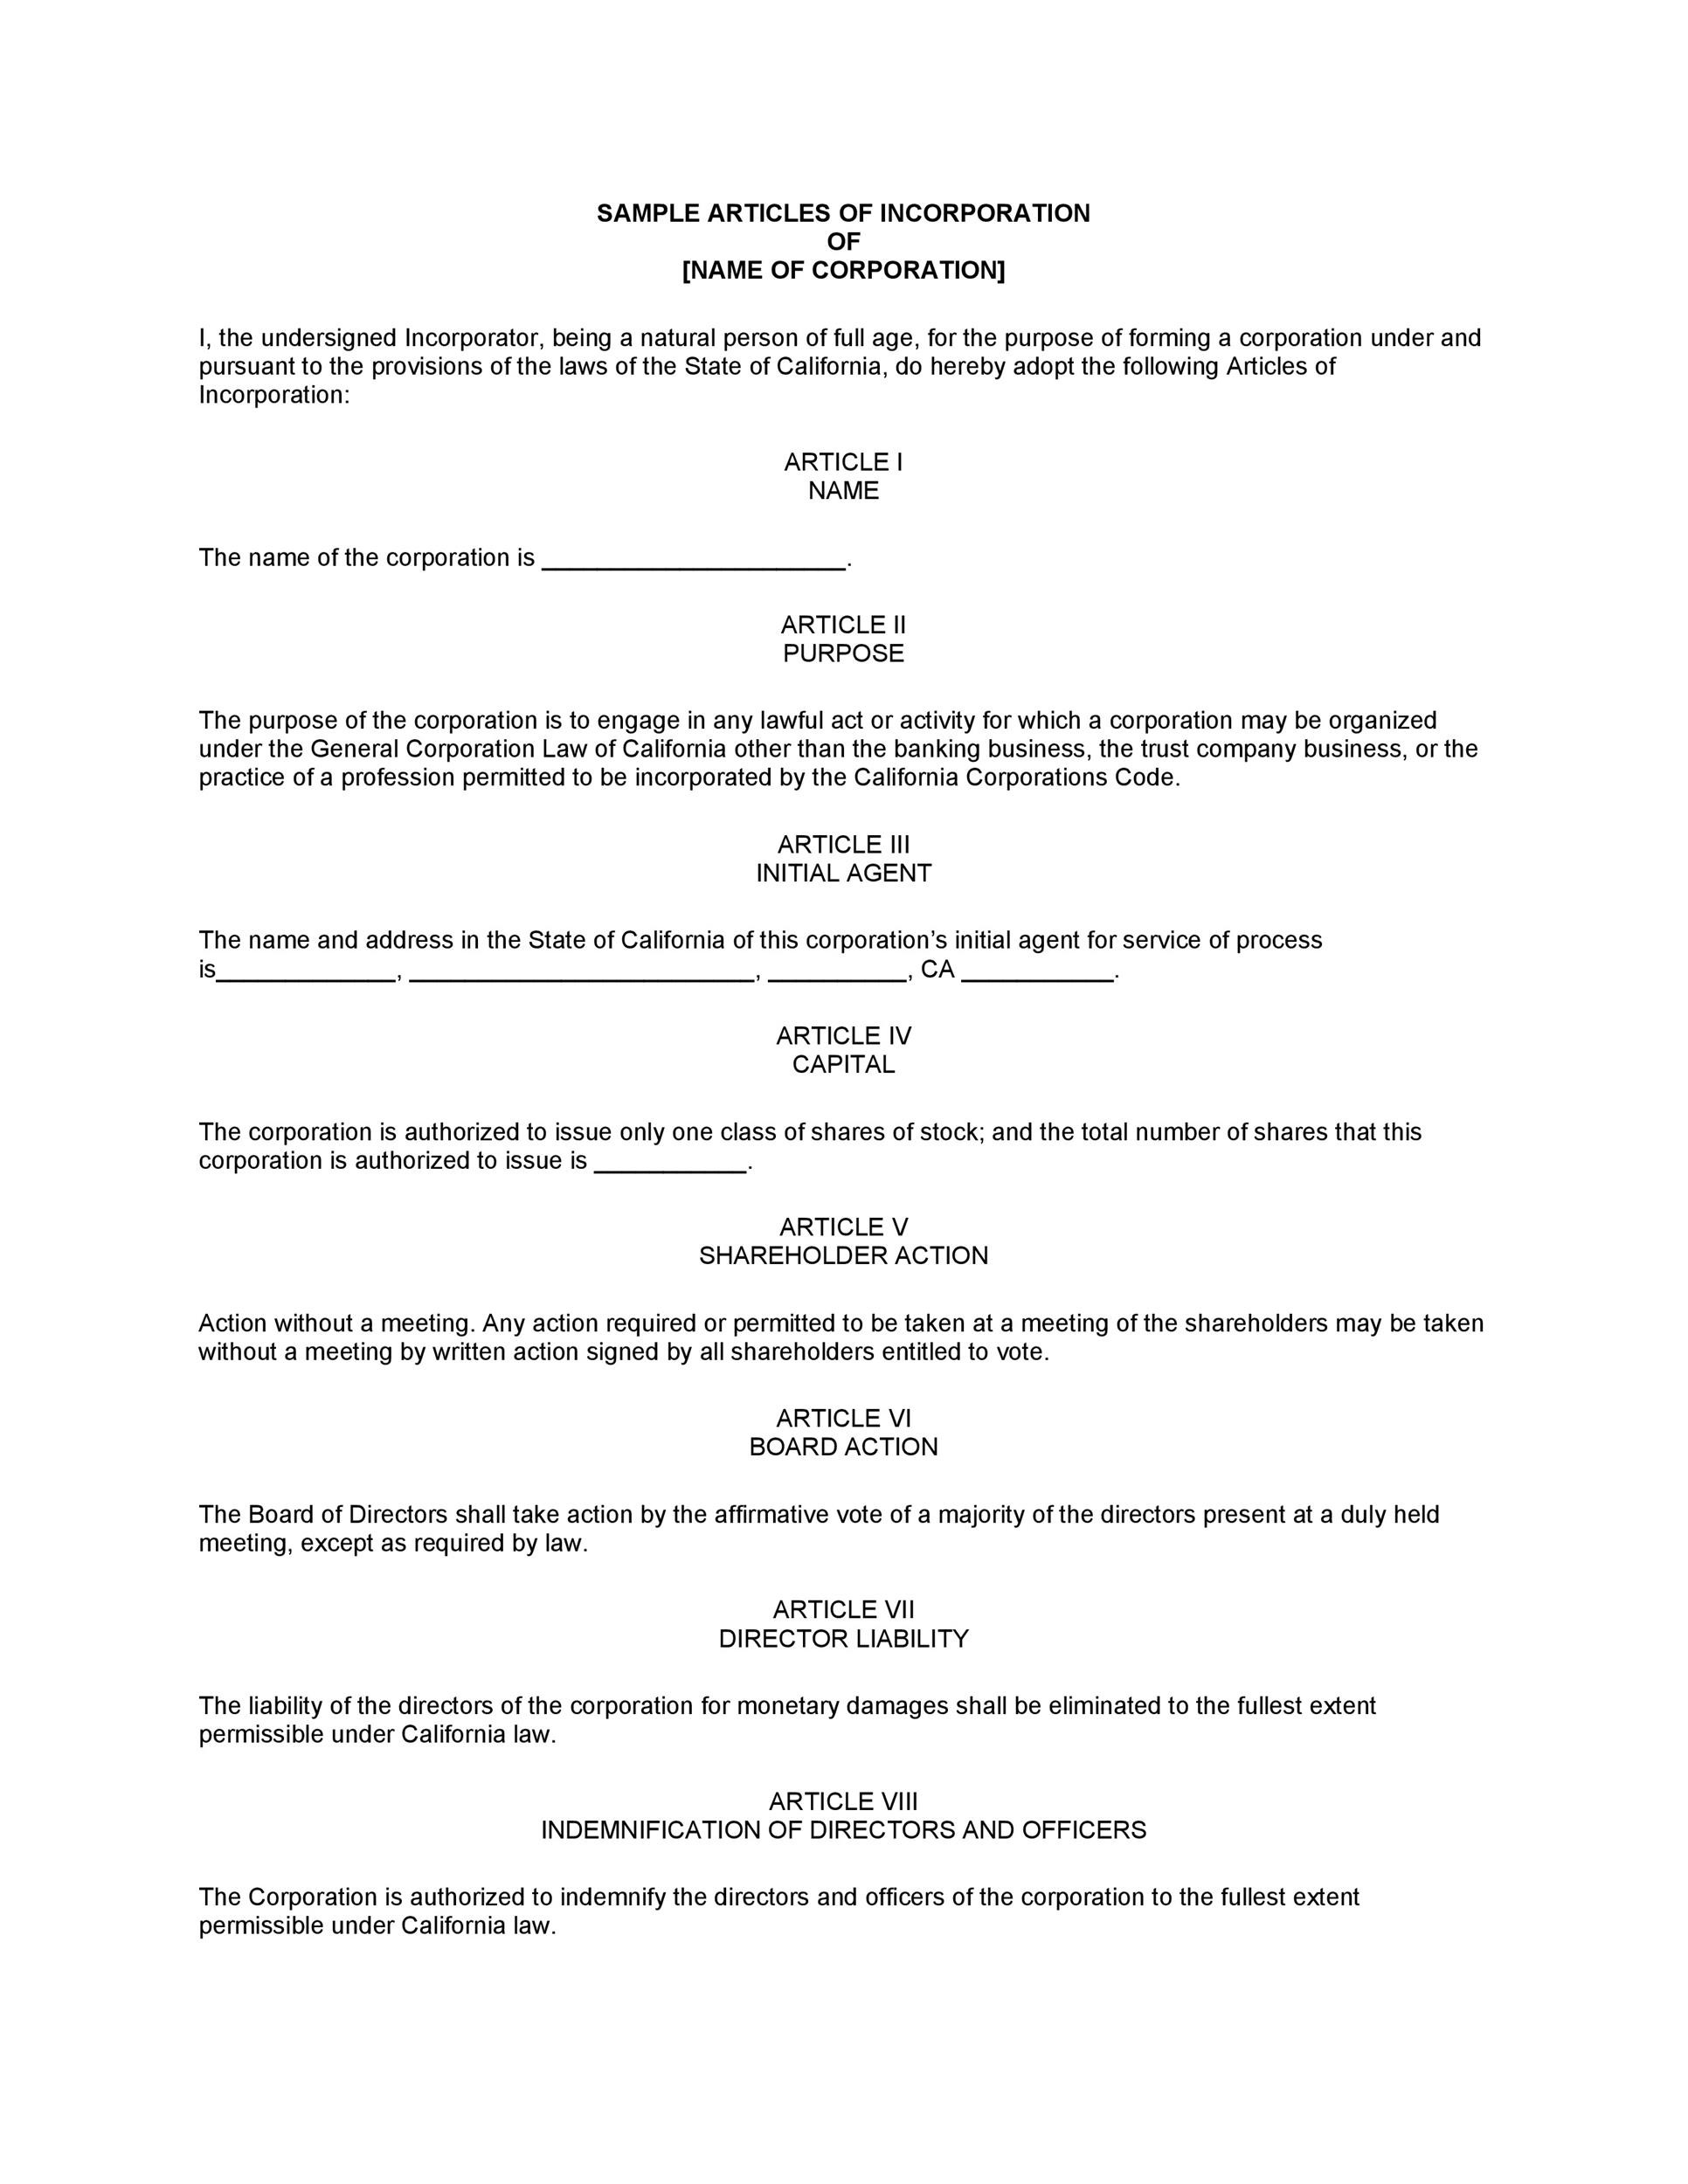 SAMPLE ARTICLES OF INCORPORATION
OF
[NAME OF CORPORATION]
I, the undersigned Incorporator, being a natural person of full age, for the purpose of forming a corporation under and
pursuant to the provisions of the laws of the State of California, do hereby adopt the following Articles of
Incorporation:
ARTICLE I
NAME
The name of the corporation is ______________________.
ARTICLE II
PURPOSE
The purpose of the corporation is to engage in any lawful act or activity for which a corporation may be organized
under the General Corporation Law of California other than the banking business, the trust company business, or the
practice of a profession permitted to be incorporated by the California Corporations Code.
ARTICLE III
INITIAL AGENT
The name and address in the State of California of this corporation’s initial agent for service of process
is_____________, _________________________, __________, CA ___________.
ARTICLE IV
CAPITAL
The corporation is authorized to issue only one class of shares of stock; and the total number of shares that this
corporation is authorized to issue is ___________.
ARTICLE V
SHAREHOLDER ACTION
Action without a meeting. Any action required or permitted to be taken at a meeting of the shareholders may be taken
without a meeting by written action signed by all shareholders entitled to vote.
ARTICLE VI
BOARD ACTION
The Board of Directors shall take action by the affirmative vote of a majority of the directors present at a duly held
meeting, except as required by law.
ARTICLE VII
DIRECTOR LIABILITY
The liability of the directors of the corporation for monetary damages shall be eliminated to the fullest extent
permissible under California law.
ARTICLE VIII
INDEMNIFICATION OF DIRECTORS AND OFFICERS
The Corporation is authorized to indemnify the directors and officers of the corporation to the fullest extent
permissible under California law.